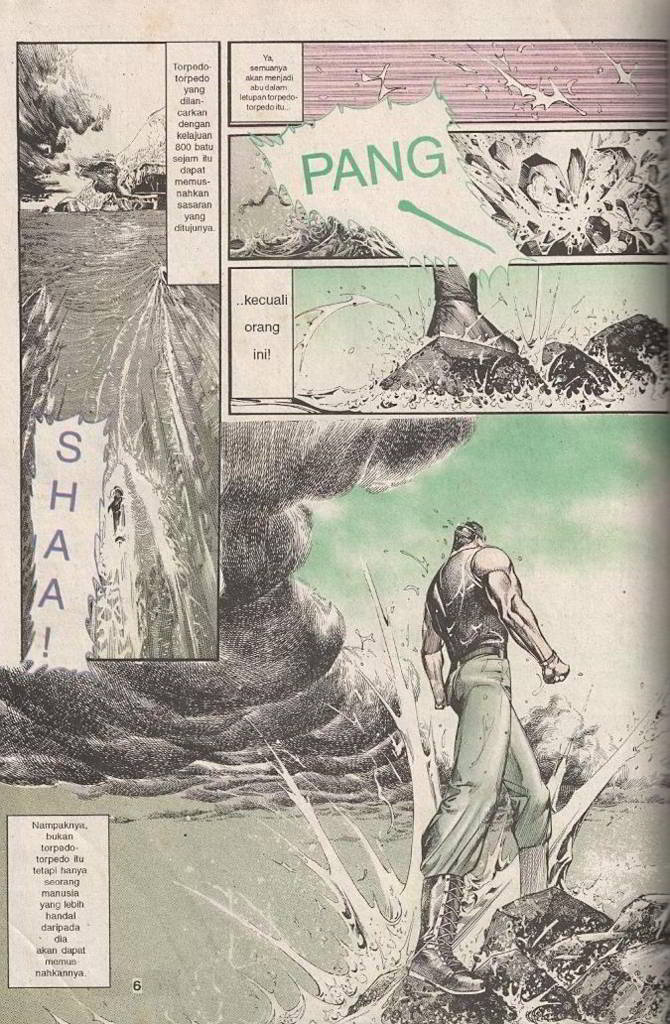 Torpedo-
torpedo
yang
dilan-
carkan
dengan
kelajuan
800 batu
sejam itu
dapat
memus-
nahkan
sasaran
yang
ditujunya.
SHAA!
Ya,
semuanya
akan menjadi
abu dalam
letupan torpedo-
torpedo itu...
PANG
..kecuali
orang
ini!
Nampaknya,
bukan
torpado-
torpedo itu
tetapi hanya
seorang
manusia
yang lebih
handal
daripada
dia
akan dapat
memus-
nahkannya.
6